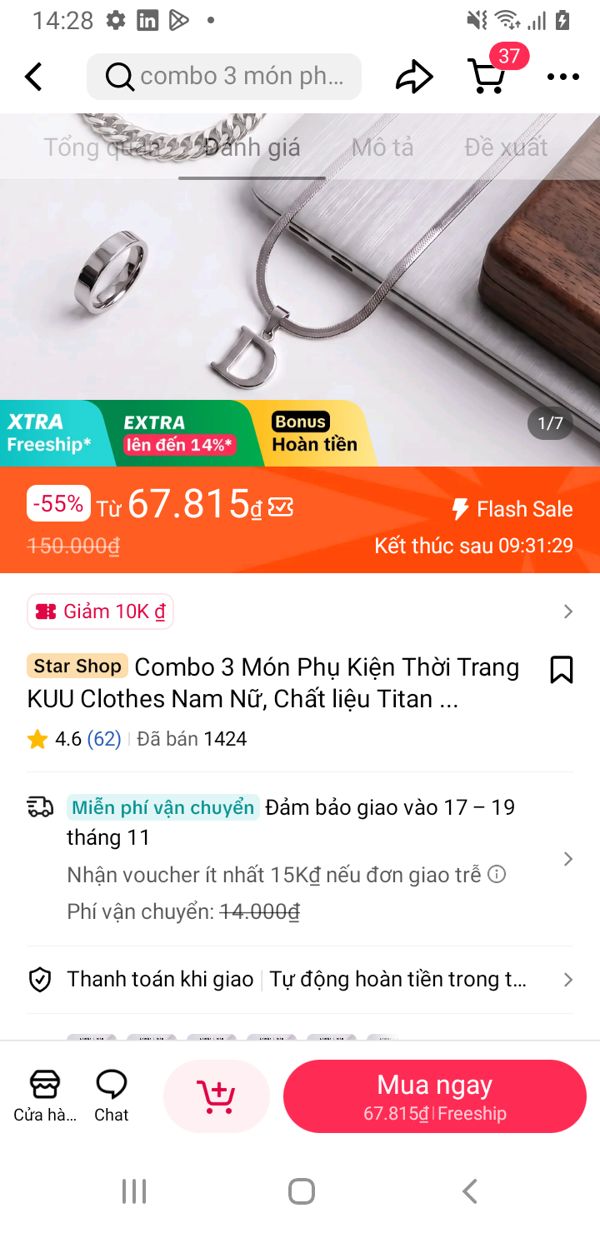 14:28
combo 3 món ph...
37
Tổng quan Đánh giá Mô tả Đề xuất
D
XTRA
Freeship*
EXTRA
lên đến 14%*
Bonus
Hoàn tiền
1/7
-55% Từ 67.815₫
Flash Sale
150.000₫
Kết thúc sau 09:31:29
Giảm 10K ₫
Star Shop Combo 3 Món Phụ Kiện Thời Trang
KUU Clothes Nam Nữ, Chất liệu Titan ...
4.6 (62) Đã bán 1424
Miễn phí vận chuyển Đảm bảo giao vào 17 – 19
tháng 11
Nhận voucher ít nhất 15K₫ nếu đơn giao trễ
Phí vận chuyển: 14.000₫
Thanh toán khi giao Tự động hoàn tiền trong t...
Cửa hà...
Chat
Mua ngay
67.815₫ Freeship